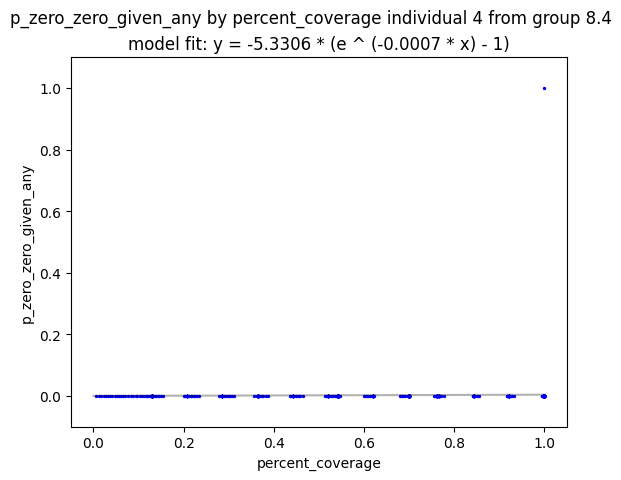 p_zero_zero_given_any by percent_coverage individual 4 from group 8.4
model fit: y = -5.3306 * (e ^ (-0.0007 * x) - 1)
1.0
0.8
0.6
0.4
0.2
0.0
p_zero_zero_given_any
0.0 0.2 0.4 0.6 0.8 1.0
percent_coverage